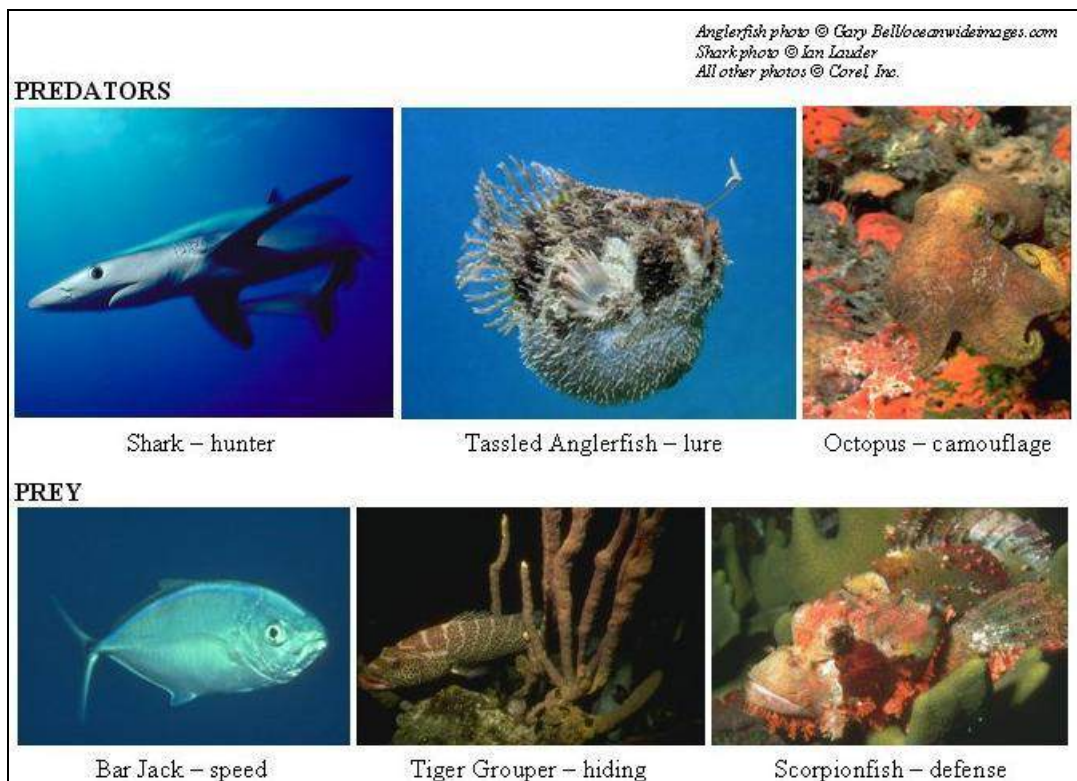 Anglerfish photo © Gary Bell/oceanwideimages.com
Shark photo © Ian Lauder
All other photos © Corel, Inc.
PREDATORS
Shark – hunter
Tassled Anglerfish – lure
Octopus – camouflage
PREY
Bar Jack – speed
Tiger Grouper – hiding
Scorpionfish – defense